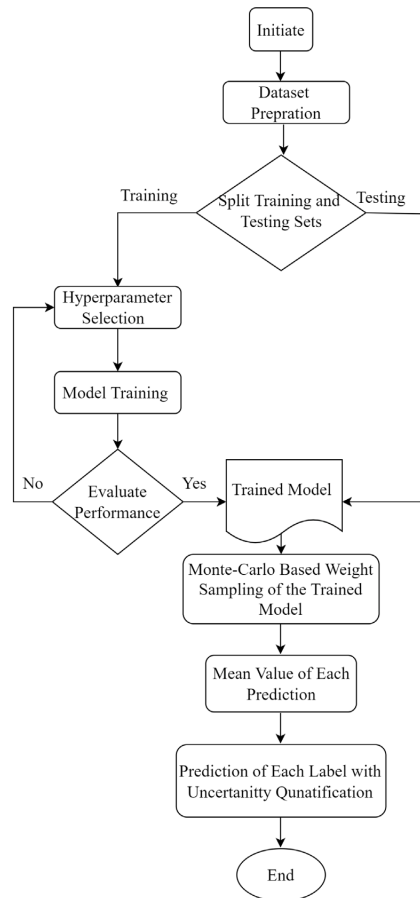 Initiate
Dataset
Prepration
Training
Split Training and
Testing Sets
Testing
Hyperparameter
Selection
Model Training
No
Evaluate
Performance
Yes
Trained Model
Monte-Carlo Based Weight
Sampling of the Trained
Model
Mean Value of Each
Prediction
Prediction of Each Label with
Uncertanitty Qunatification
End